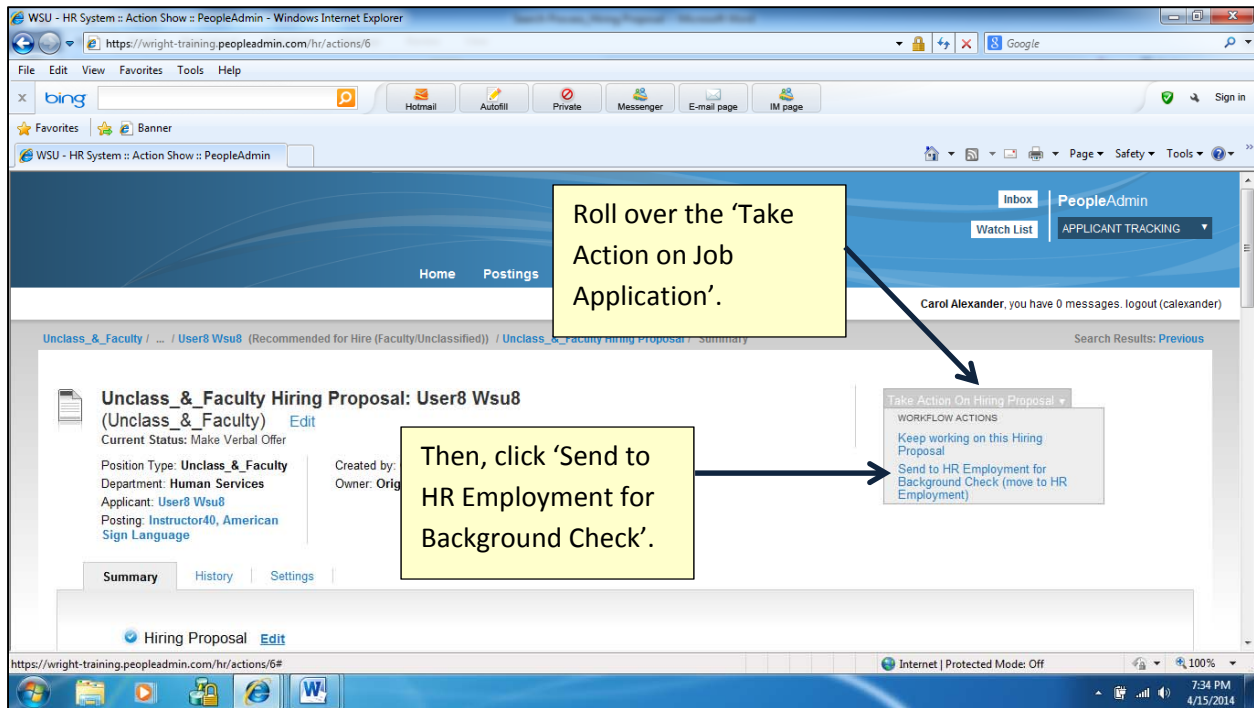 WSU - HR System :: Action Show :: PeopleAdmin - Windows Internet Explorer
https://wright-training.peopleadmin.com/hr/actions/6
Google
File Edit View Favorites Tools Help
x bing Hotmail Autofill Private Messenger E-mail page IM page Sign in
Favorites Banner
WSU - HR System :: Action Show :: PeopleAdmin Page Safety Tools
Inbox PeopleAdmin
Watch List APPLICANT TRACKING
Home Postings
Roll over the ‘Take
Action on Job
Application’.
Carol Alexander, you have 0 messages. logout (calexander)
Unclass_&_Faculty / ... / User8 Wsu8 (Recommended for Hire (Faculty/Unclassified)) / Unclass_&_Faculty Hiring Proposal / Summary Search Results: Previous
Unclass_&_Faculty Hiring Proposal: User8 Wsu8
(Unclass_&_Faculty) Edit
Current Status: Make Verbal Offer
Position Type: Unclass_&_Faculty
Department: Human Services
Applicant: User8 Wsu8
Posting: Instructor40, American
Sign Language
Created by:
Owner: Orig
Then, click ‘Send to
HR Employment for
Background Check’.
Take Action On Hiring Proposal
WORKFLOW ACTIONS
Keep working on this Hiring
Proposal
Send to HR Employment for
Background Check (move to HR
Employment)
Summary History Settings
Hiring Proposal Edit
https://wright-training.peopleadmin.com/hr/actions/6# Internet | Protected Mode: Off 100%
7:34 PM
4/15/2014